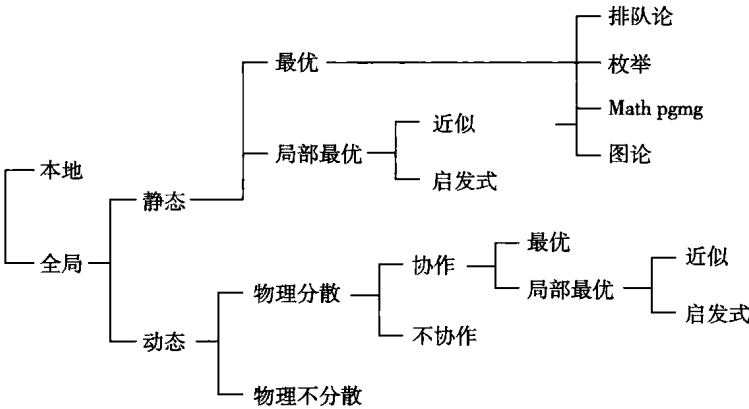 排队论
最优
枚举
近似
Math pgmg
局部最优
图论
本地
启发式
静态
最优
全局
协作
近似
物理分散
局部最优
启发式
动态
不协作
物理不分散